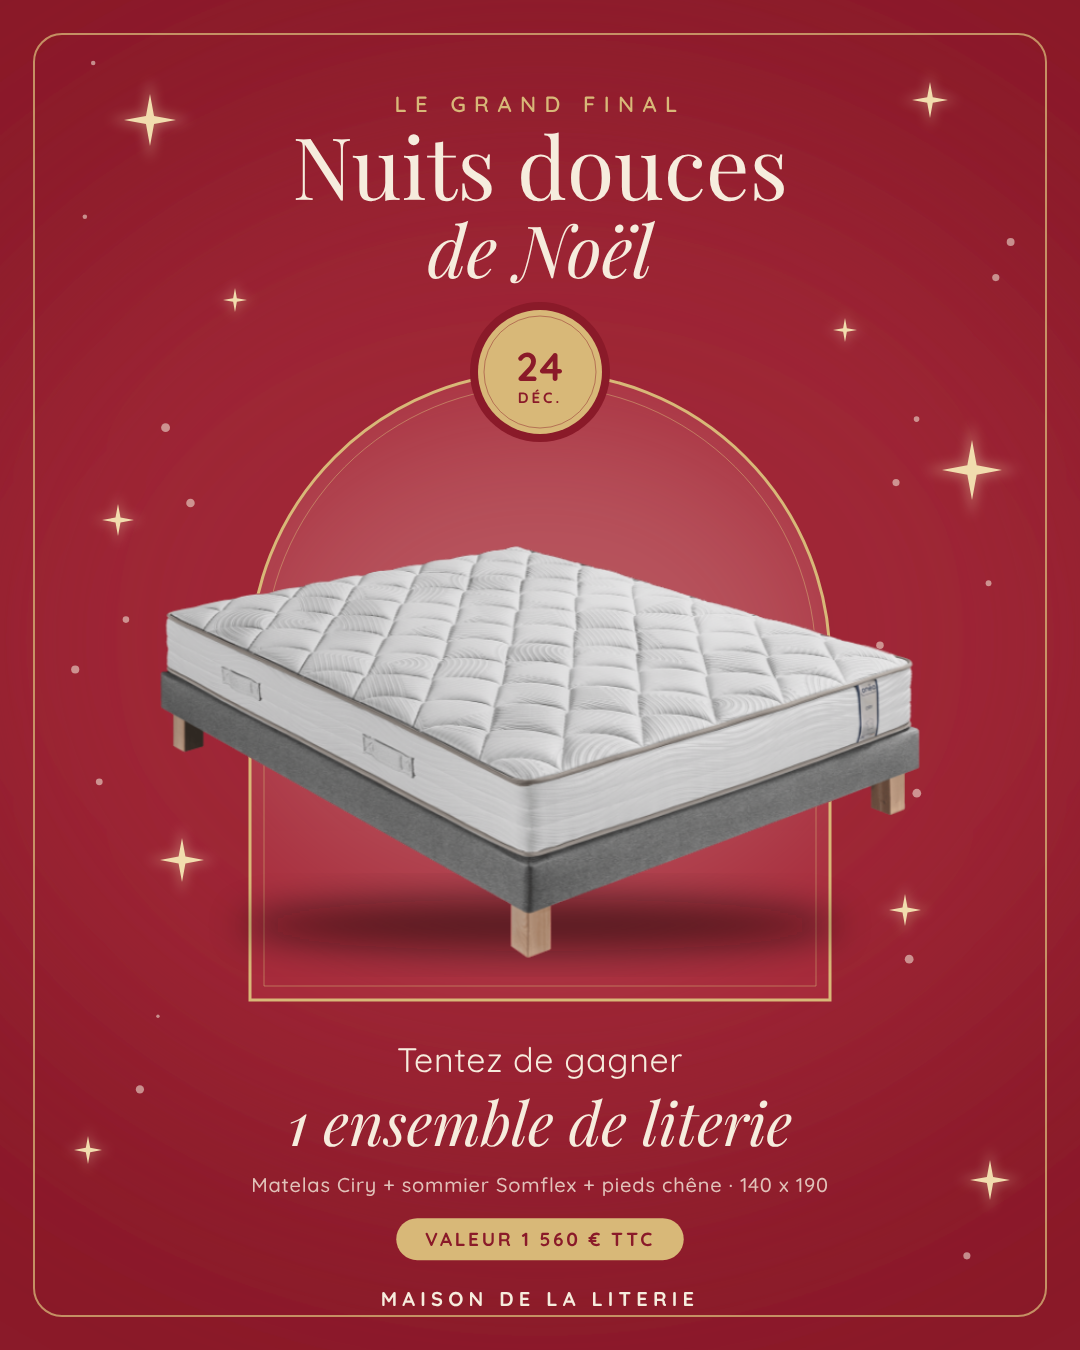 LE GRAND FINAL
Nuits douces
de Noël
24
DÉC.
Tentez de gagner
1 ensemble de literie
Matelas Ciry + sommier Somflex + pieds chêne · 140 x 190
VALEUR 1 560 € TTC
MAISON DE LA LITERIE